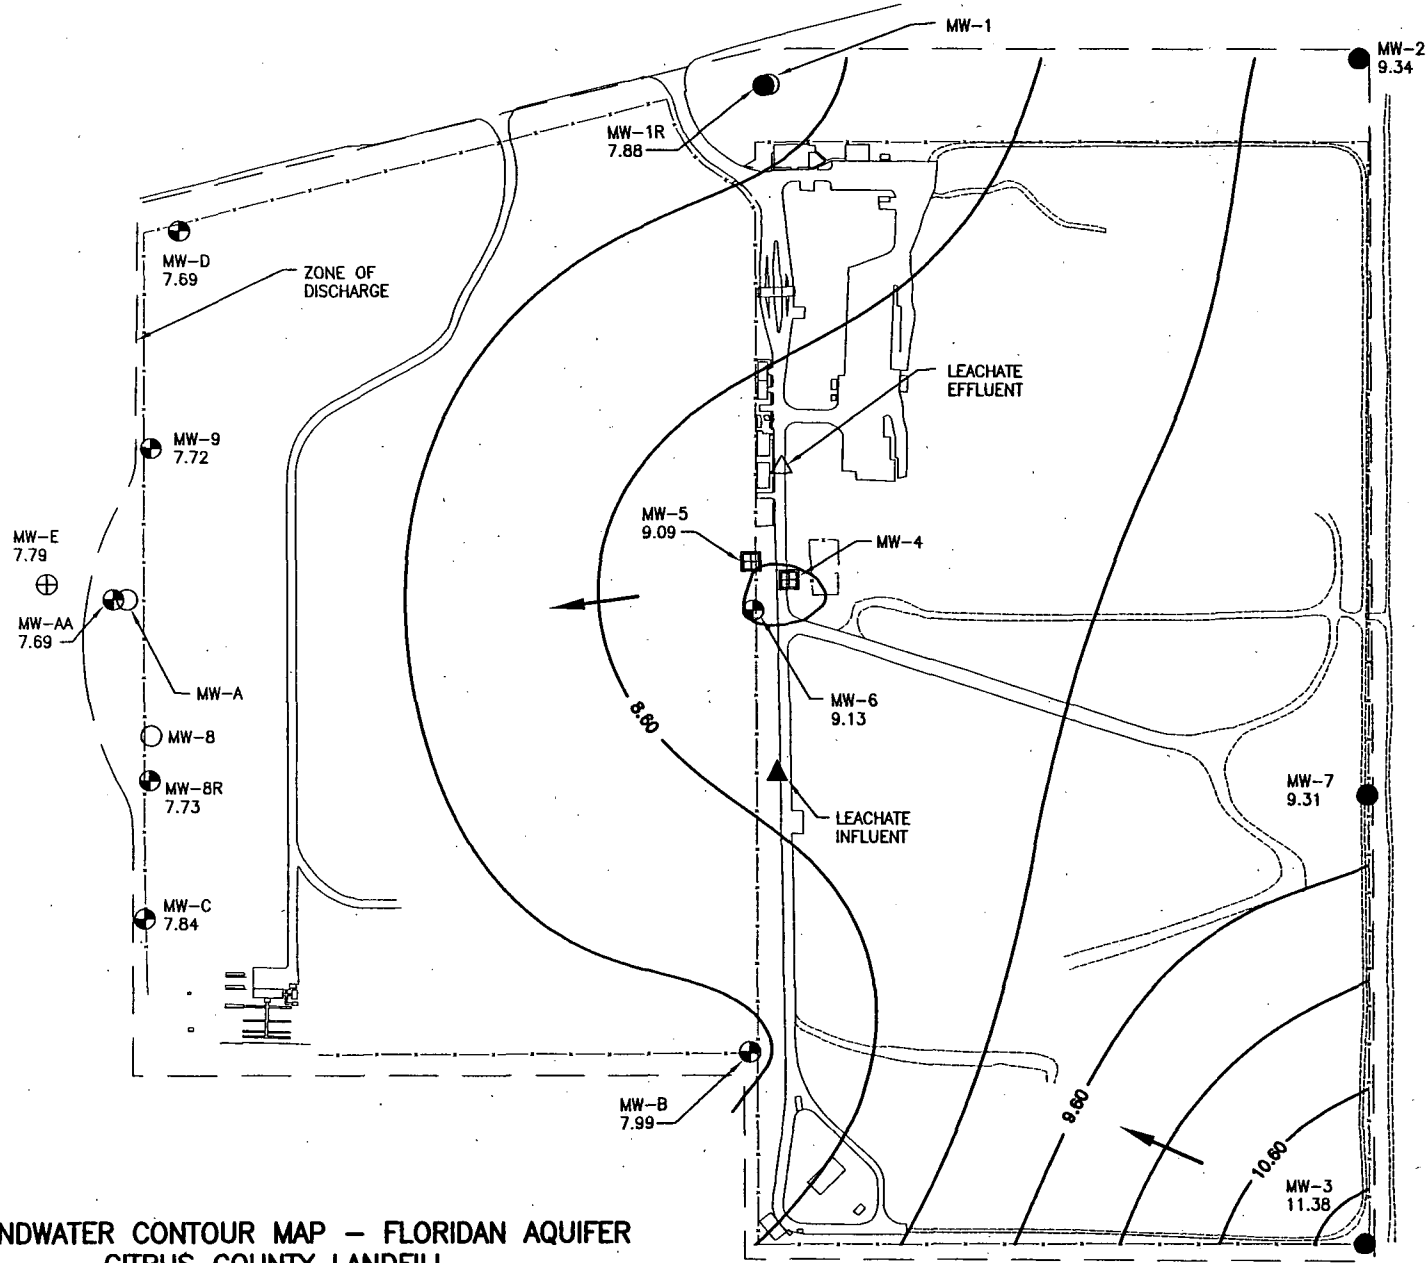 MW-1
MW-2
9.34
MW-1R
7.88
MW-D
7.69
ZONE OF
DISCHARGE
LEACHATE
EFFLUENT
MW-9
7.72
MW-5
9.09
MW-E
7.79
MW-4
MW-AA
7.69
MW-A
MW-6
9.13
8.60
MW-8
MW-8R
7.73
MW-7
9.31
LEACHATE
INFLUENT
MW-C
7.84
MW-B
7.99
9.60
10.60
MW-3
11.38
NDWATER CONTOUR MAP – FLORIDAN AQUIFER
CITRUS COUNTY LANDFILL